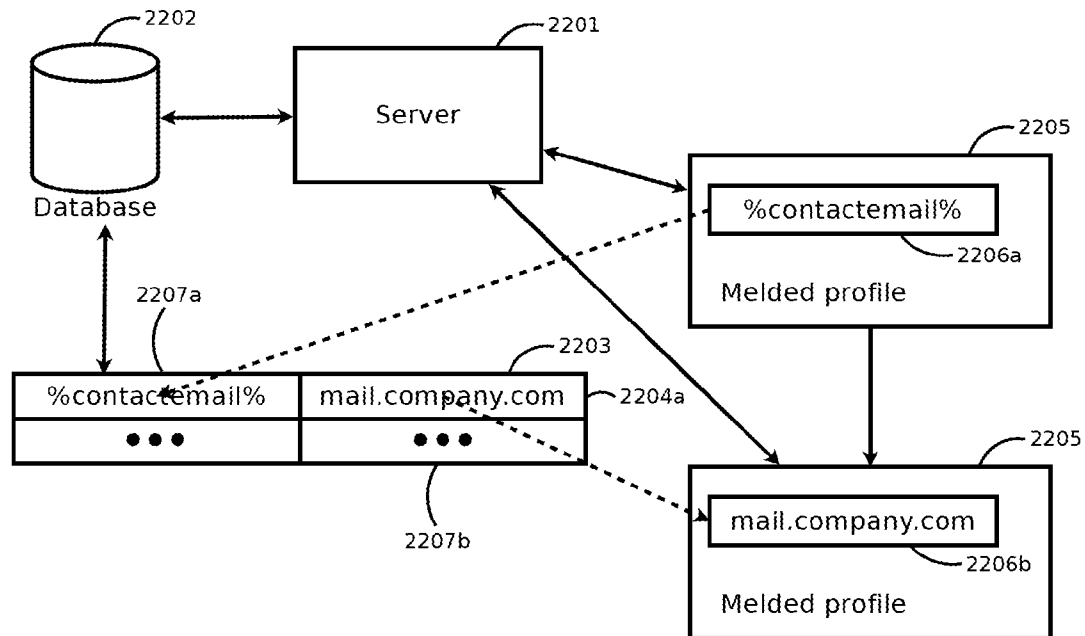 2202
2201
Server
2205
%contactemail%
Database
2206a
2207a
Melded profile
2203
%contactemail% mail.company.com
2204a
●●● ●●●
2205
mail.company.com
2207b
2206b
Melded profile